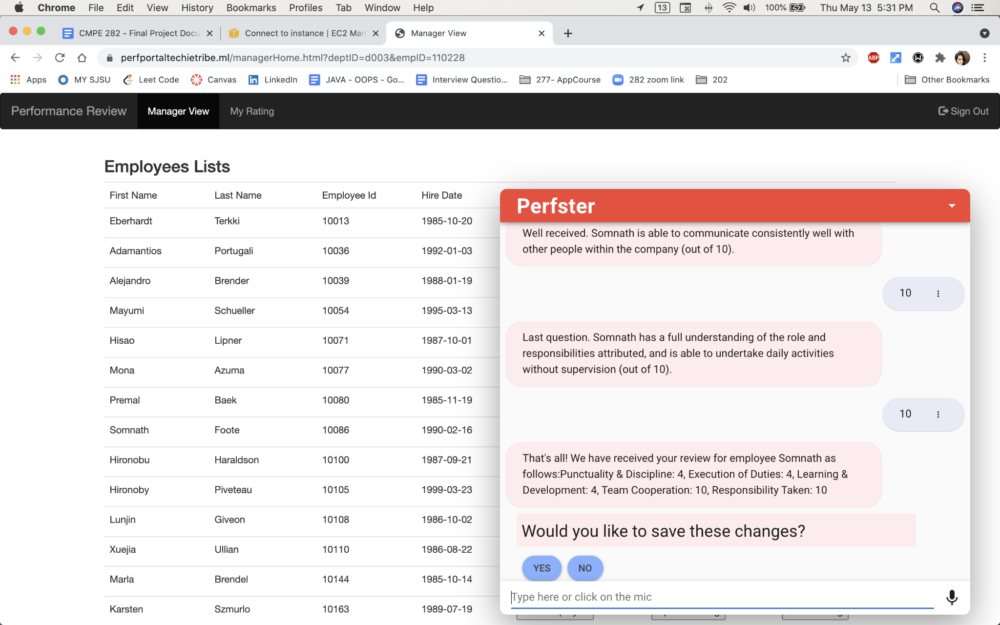 Chrome File Edit View History Bookmarks Profiles Tab Window Help 13 100% Thu May 13 5:31 PM
CMPE 282 - Final Project Docu Connect to instance | EC2 Man Manager View
perfportaltechietribe.ml/managerHome.html?deptID=d003&empID=110228 ABP
Apps MY SJSU Leet Code Canvas LinkedIn JAVA - OOPS - Go... Interview Questio... 277- AppCourse 282 zoom link 202 Other Bookmarks
Performance Review Manager View My Rating Sign Out
Employees Lists
First Name Last Name Employee Id Hire Date
Eberhardt Terkki 10013 1985-10-20
Adamantios Portugali 10036 1992-01-03
Alejandro Brender 10039 1988-01-19
Mayumi Schueller 10054 1995-03-13
Hisao Lipner 10071 1987-10-01
Mona Azuma 10077 1990-03-02
Premal Baek 10080 1985-11-19
Somnath Foote 10086 1990-02-16
Hironobu Haraldson 10100 1987-09-21
Hironoby Piveteau 10105 1999-03-23
Lunjin Giveon 10108 1986-10-02
Xuejia Ullian 10110 1986-08-22
Marla Brendel 10144 1985-10-14
Karsten Szmurlo 10163 1989-07-19
Perfster
Well received. Somnath is able to communicate consistently well with
other people within the company (out of 10).
10
Last question. Somnath has a full understanding of the role and
responsibilities attributed, and is able to undertake daily activities
without supervision (out of 10).
10
That's all! We have received your review for employee Somnath as
follows:Punctuality & Discipline: 4, Execution of Duties: 4, Learning &
Development: 4, Team Cooperation: 10, Responsibility Taken: 10
Would you like to save these changes?
YES NO
Type here or click on the mic